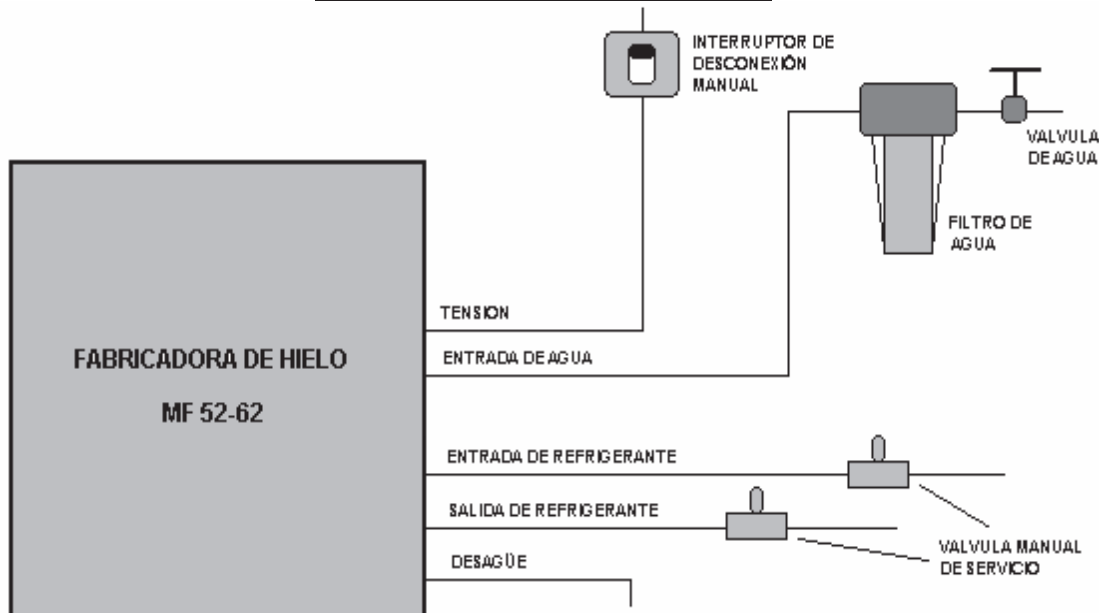 INTERRUPTOR DE
DESCONEXIÓN
MANUAL
VALVULA
DE AGUA
FILTRO DE
AGUA
TENSION
ENTRADA DE AGUA
FABRICADORA DE HIELO
MF 52-62
ENTRADA DE REFRIGERANTE
SALIDA DE REFRIGERANTE
DESAGÜE
VALVULA MANUAL
DE SERVICIO